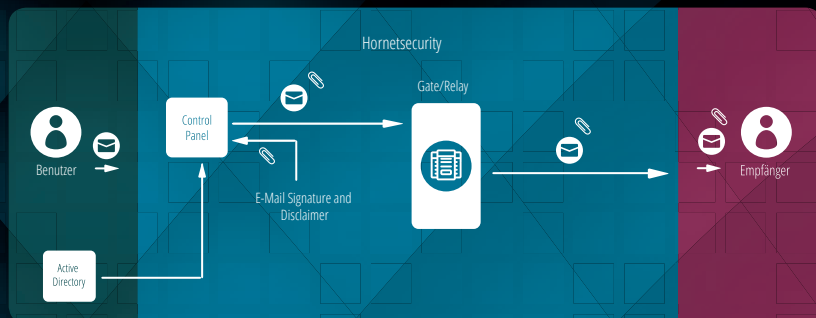 Hornetsecurity
Gate/Relay
Control
Panel
Benutzer
Empfänger
E-Mail Signature and
Disclaimer
Active
Directory